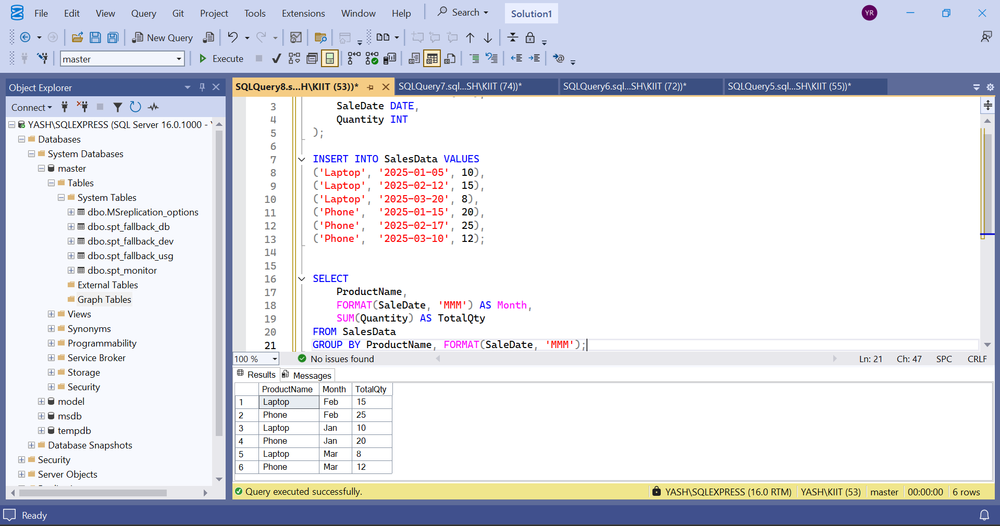 File Edit View Query Git Project Tools Extensions Window Help Search Solution1 YR
New Query
master Execute
Object Explorer
Connect
YASH\SQLEXPRESS (SQL Server 16.0.1000 -
Databases
System Databases
master
Tables
System Tables
dbo.MSreplication_options
dbo.spt_fallback_db
dbo.spt_fallback_dev
dbo.spt_fallback_usg
dbo.spt_monitor
External Tables
Graph Tables
Views
Synonyms
Programmability
Service Broker
Storage
Security
model
msdb
tempdb
Database Snapshots
Security
Server Objects
SQLQuery8.s...H\KIIT (53))* SQLQuery7.sql...SH\KIIT (74))* SQLQuery6.sql...SH\KIIT (72))* SQLQuery5.sql...SH\KIIT (55))*
3 SaleDate DATE,
4 Quantity INT
5 );
6
7 INSERT INTO SalesData VALUES
8 ('Laptop', '2025-01-05', 10),
9 ('Laptop', '2025-02-12', 15),
10 ('Laptop', '2025-03-20', 8),
11 ('Phone', '2025-01-15', 20),
12 ('Phone', '2025-02-17', 25),
13 ('Phone', '2025-03-10', 12);
14
15
16 SELECT
17 ProductName,
18 FORMAT(SaleDate, 'MMM') AS Month,
19 SUM(Quantity) AS TotalQty
20 FROM SalesData
21 GROUP BY ProductName, FORMAT(SaleDate, 'MMM');
100 % No issues found Ln: 21 Ch: 47 SPC CRLF
Results Messages
ProductName Month TotalQty
1 Laptop Feb 15
2 Phone Feb 25
3 Laptop Jan 10
4 Phone Jan 20
5 Laptop Mar 8
6 Phone Mar 12
Query executed successfully. YASH\SQLEXPRESS (16.0 RTM) YASH\KIIT (53) master 00:00:00 6 rows
Ready